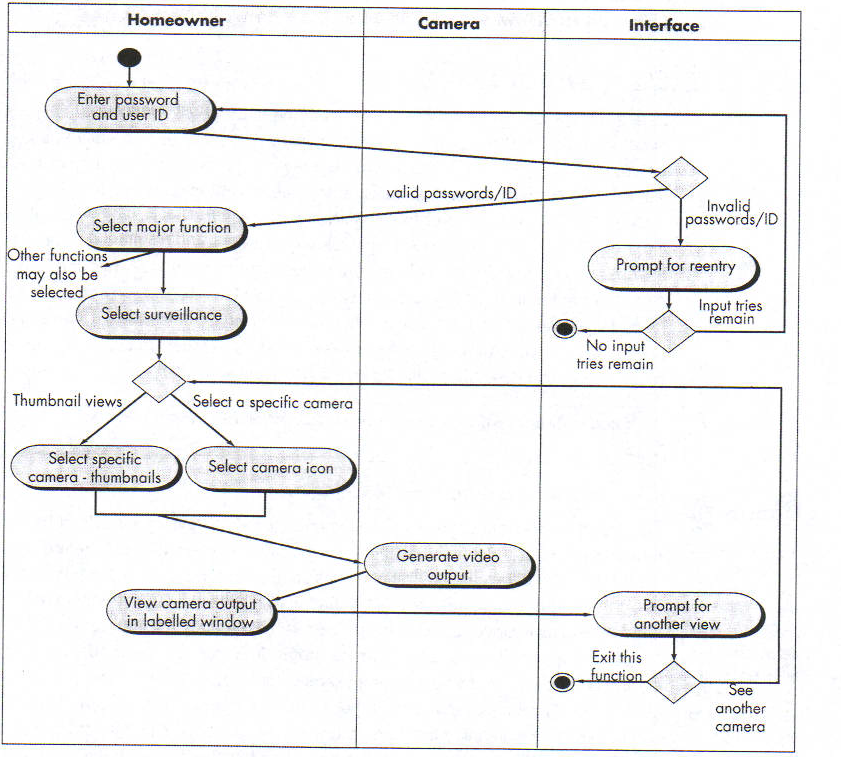 Homeowner
Camera
Interface
Enter password
and user ID
valid passwords/ID
Invalid
passwords/ID
Select major function
Other functions
may also be
selected
Prompt for reentry
Select surveillance
Input tries
remain
No input
tries remain
Thumbnail views
Select a specific camera
Select specific
camera - thumbnails
Select camera icon
Generate video
output
View camera output
in labelled window
Prompt for
another view
Exit this
function
See
another
camera